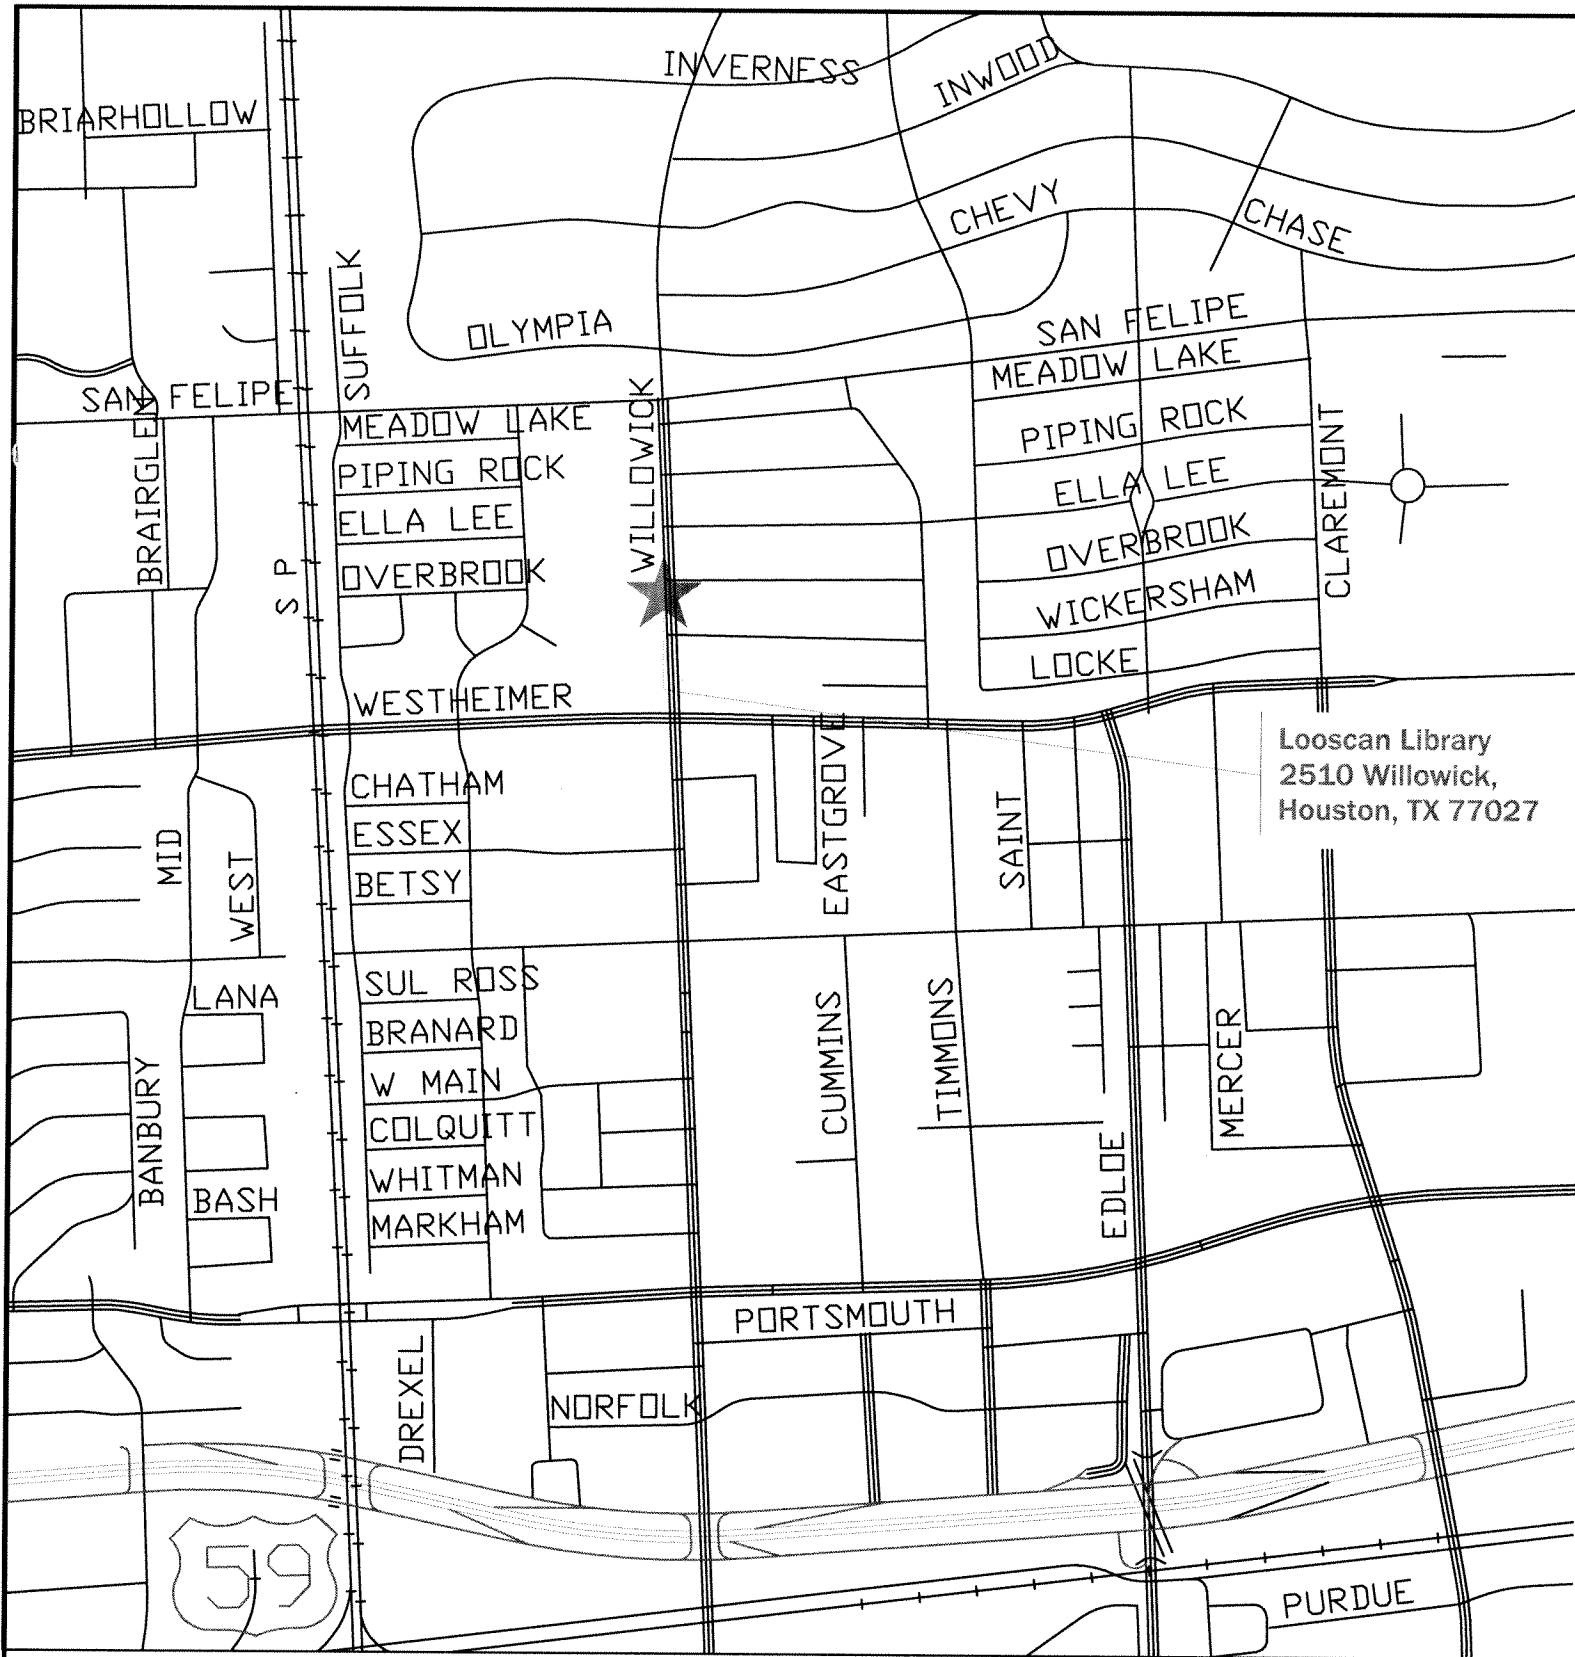 INVERNESS
INWOOD
BRIARHOLLOW
CHEVY
CHASE
SUFFOLK
OLYMPIA
SAN FELIPE
MEADOW LAKE
SAN FELIPE
WILLOWICK
MEADOW LAKE
PIPING ROCK
PIPING ROCK
BRAIRGLEN
CLAREMONT
ELLA LEE
ELLA LEE
OVERBROOK
OVERBROOK
S P
WICKERSHAM
LOCKE
WESTHEIMER
Looscan Library
2510 Willowick,
Houston, TX 77027
CHATHAM
EASTGROVE
ESSEX
MID
WEST
SAINT
BETSY
SUL ROSS
LANA
BRANARD
CUMMINS
TIMMONS
MERCER
W MAIN
BANBURY
COLQUITT
EDLOE
WHITMAN
BASH
MARKHAM
PORTSMOUTH
DREXEL
NORFOLK
59
PURDUE